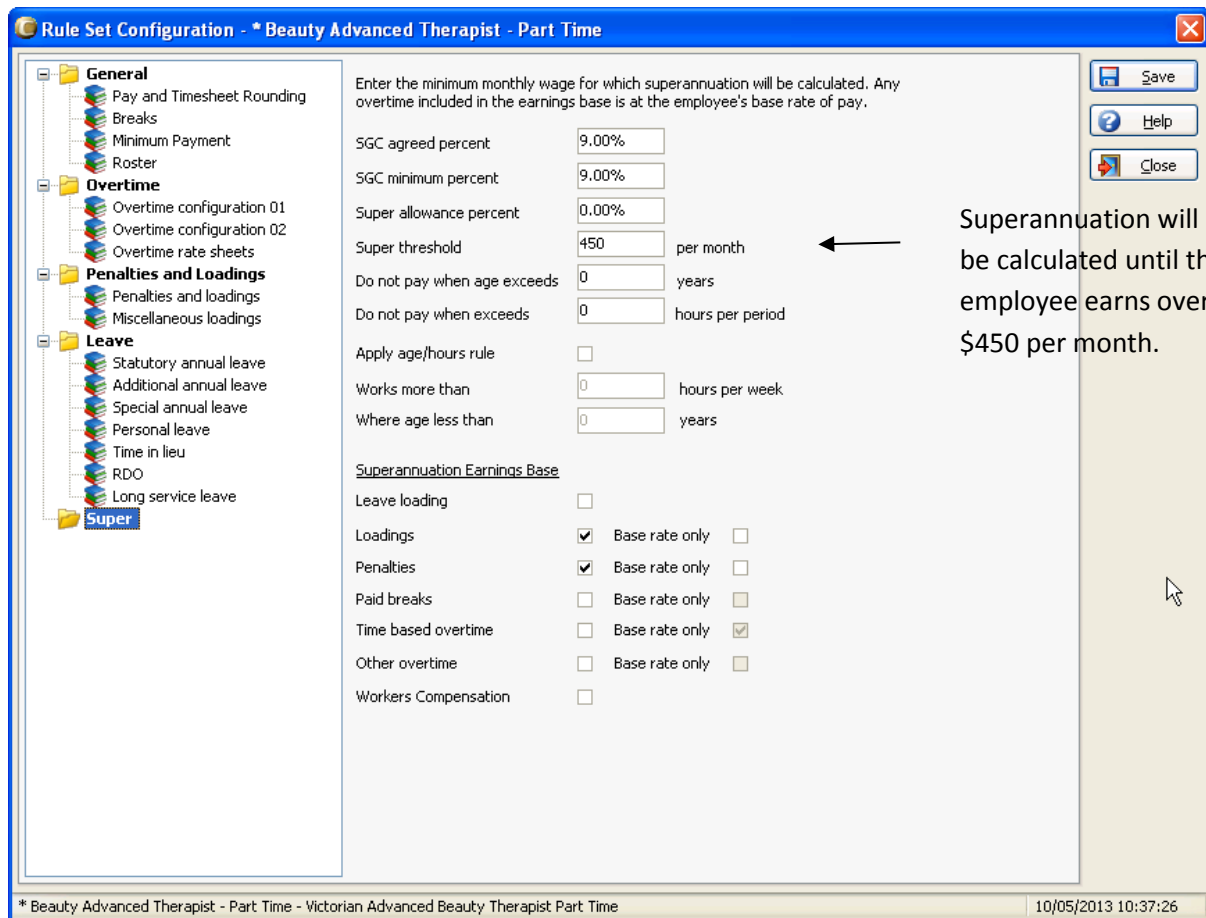 Rule Set Configuration - * Beauty Advanced Therapist - Part Time
General
Pay and Timesheet Rounding
Breaks
Minimum Payment
Roster
Overtime
Overtime configuration 01
Overtime configuration 02
Overtime rate sheets
Penalties and Loadings
Penalties and loadings
Miscellaneous loadings
Leave
Statutory annual leave
Additional annual leave
Special annual leave
Personal leave
Time in lieu
RDO
Long service leave
Super
Enter the minimum monthly wage for which superannuation will be calculated. Any
overtime included in the earnings base is at the employee's base rate of pay.
SGC agreed percent 9.00%
SGC minimum percent 9.00%
Super allowance percent 0.00%
Super threshold 450 per month
Do not pay when age exceeds 0 years
Do not pay when exceeds 0 hours per period
Apply age/hours rule
Works more than 0 hours per week
Where age less than 0 years
Superannuation Earnings Base
Leave loading
Loadings Base rate only
Penalties Base rate only
Paid breaks Base rate only
Time based overtime Base rate only
Other overtime Base rate only
Workers Compensation
Save
Help
Close
Superannuation will
be calculated until
employee earns over
$450 per month.
* Beauty Advanced Therapist - Part Time - Victorian Advanced Beauty Therapist Part Time 10/05/2013 10:37:26